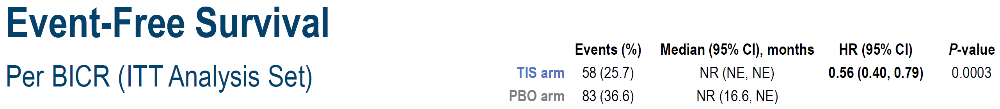 Event-Free Survival
Per BICR (ITT Analysis Set)
Events (%) Median (95% CI), months HR (95% CI) P-value
TIS arm 58 (25.7) NR (NE, NE) 0.56 (0.40, 0.79) 0.0003
PBO arm 83 (36.6) NR (16.6, NE)